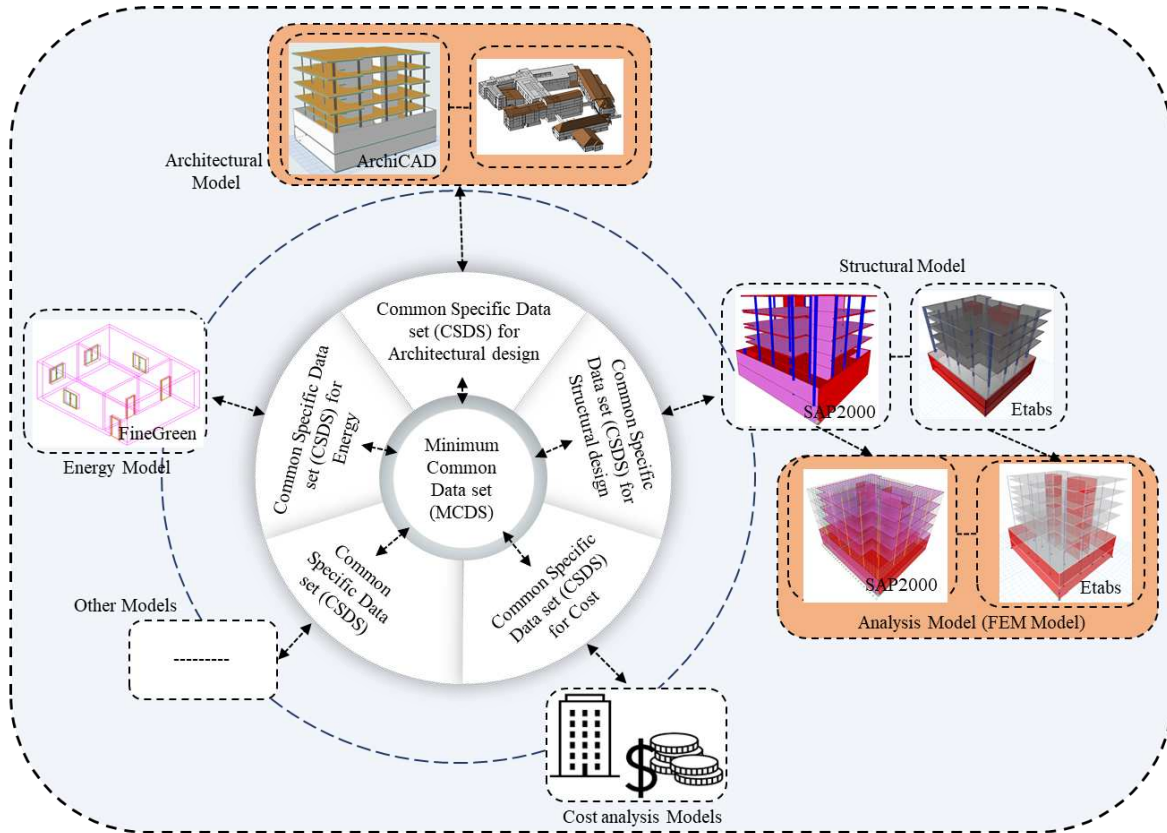 ArchiCAD
Architectural
Model
Structural Model
SAP2000
Etabs
Common Specific Data
set (CSDS) for
Architectural design
Common Specific
Data set (CSDS) for
Structural design
Common Specific Data
set (CSDS) for
Energy
Minimum
Common
Data set
(MCDS)
FineGreen
Energy Model
SAP2000
Etabs
Analysis Model (FEM Model)
Common
Specific Data
set (CSDS)
Common Specific
Data set (CSDS)
for Cost
Other Models
---------
$
Cost analysis Models